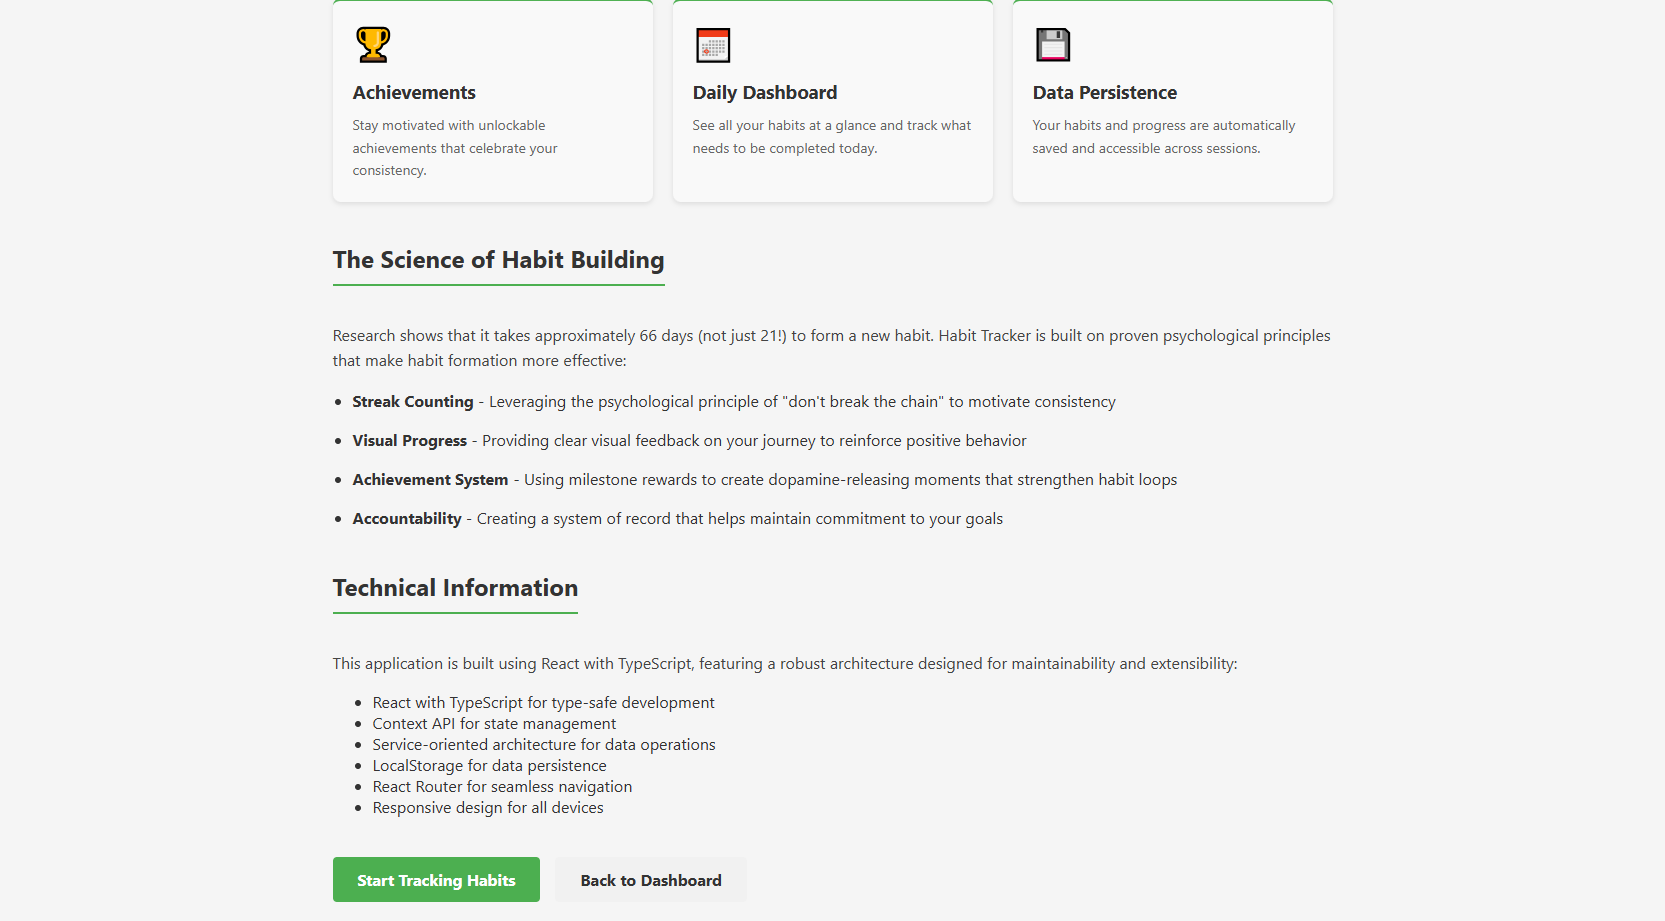 Achievements
Stay motivated with unlockable
achievements that celebrate your
consistency.
Daily Dashboard
See all your habits at a glance and track what
needs to be completed today.
Data Persistence
Your habits and progress are automatically
saved and accessible across sessions.
The Science of Habit Building
Research shows that it takes approximately 66 days (not just 21!) to form a new habit. Habit Tracker is built on proven psychological principles
that make habit formation more effective:
• Streak Counting - Leveraging the psychological principle of "don't break the chain" to motivate consistency
• Visual Progress - Providing clear visual feedback on your journey to reinforce positive behavior
• Achievement System - Using milestone rewards to create dopamine-releasing moments that strengthen habit loops
• Accountability - Creating a system of record that helps maintain commitment to your goals
Technical Information
This application is built using React with TypeScript, featuring a robust architecture designed for maintainability and extensibility:
• React with TypeScript for type-safe development
• Context API for state management
• Service-oriented architecture for data operations
• LocalStorage for data persistence
• React Router for seamless navigation
• Responsive design for all devices
Start Tracking Habits
Back to Dashboard